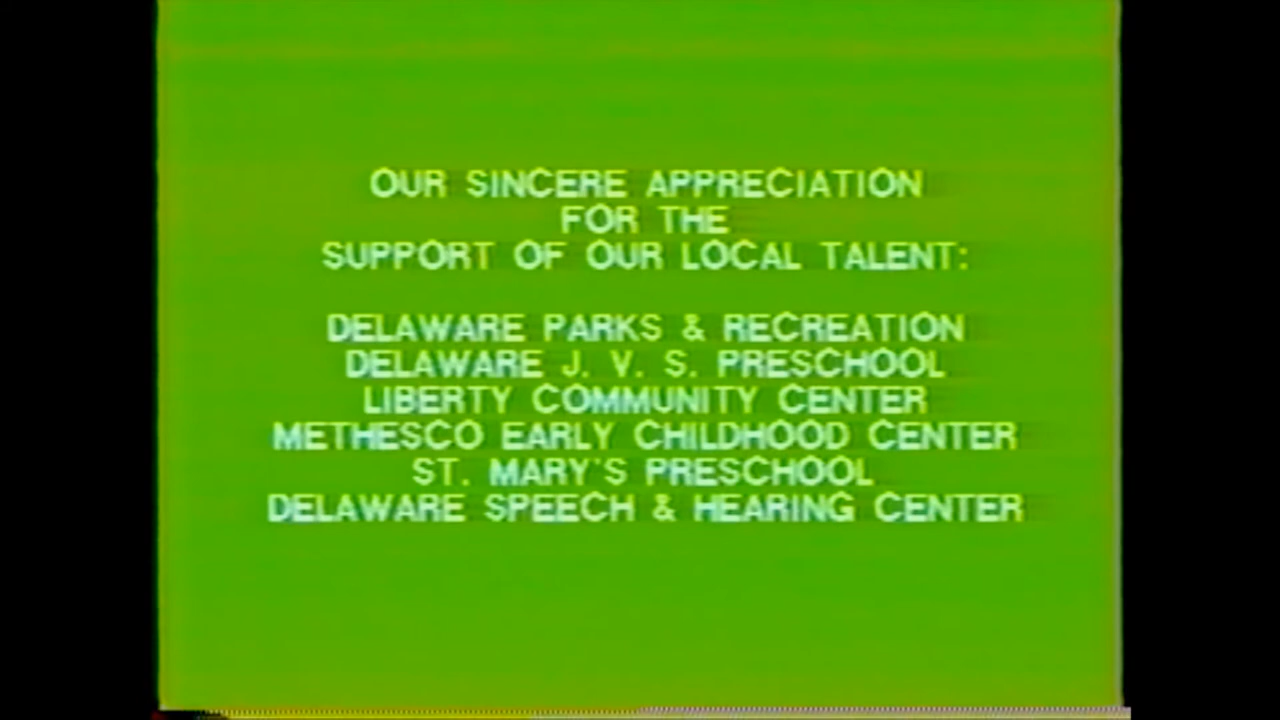 OUR SINCERE APPRECIATION
FOR THE
SUPPORT OF OUR LOCAL TALENT:
DELAWARE PARKS & RECREATION
DELAWARE J. V. S. PRESCHOOL
LIBERTY COMMUNITY CENTER
METHESCO EARLY CHILDHOOD CENTER
ST. MARY'S PRESCHOOL
DELAWARE SPEECH & HEARING CENTER